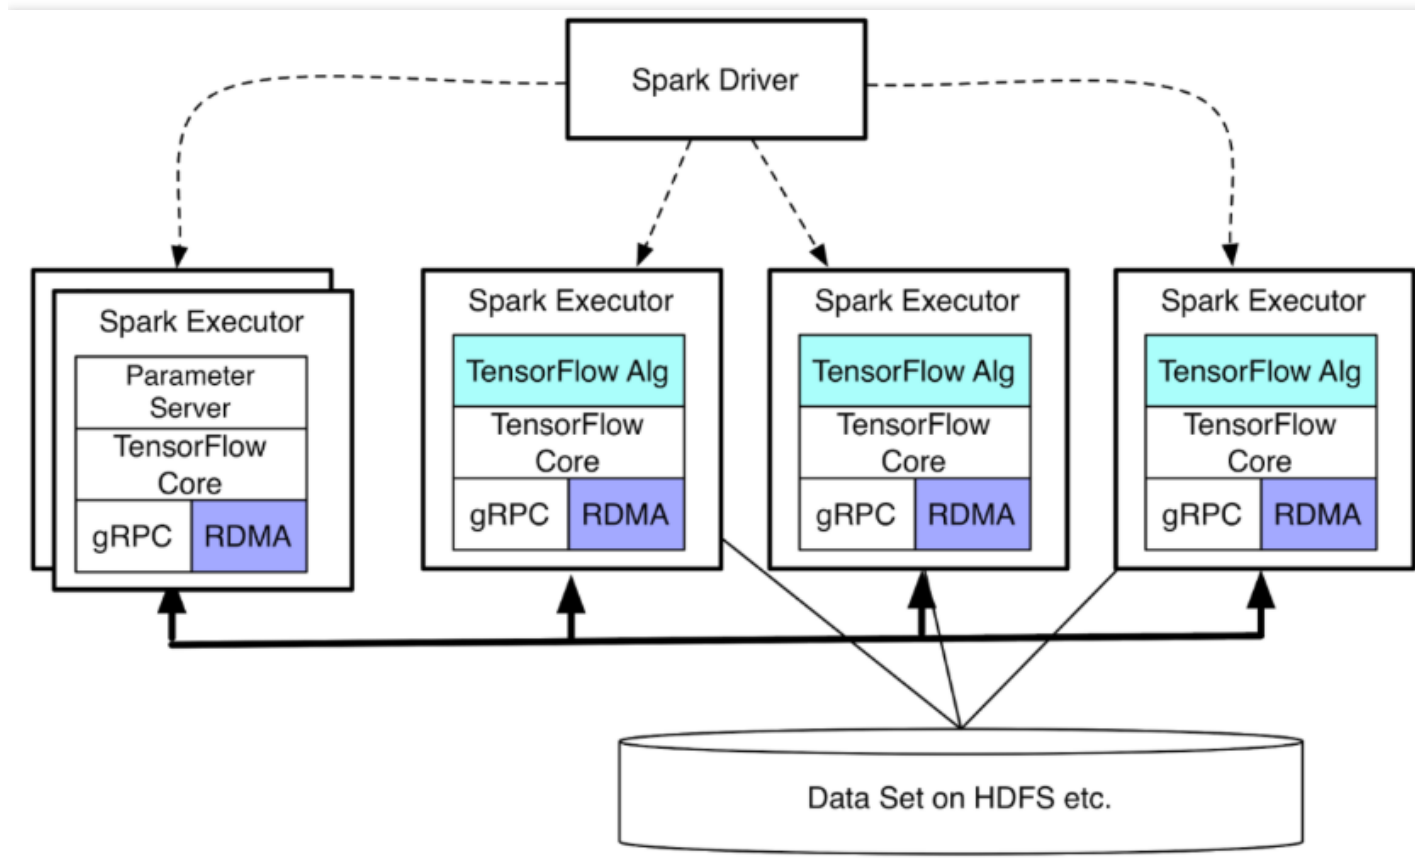 Spark Driver
Spark Executor
Parameter
Server
TensorFlow
Core
gRPC
RDMA
Spark Executor
TensorFlow Alg
TensorFlow
Core
gRPC
RDMA
Spark Executor
TensorFlow Alg
TensorFlow
Core
gRPC
RDMA
Spark Executor
TensorFlow Alg
TensorFlow
Core
gRPC
RDMA
Data Set on HDFS etc.